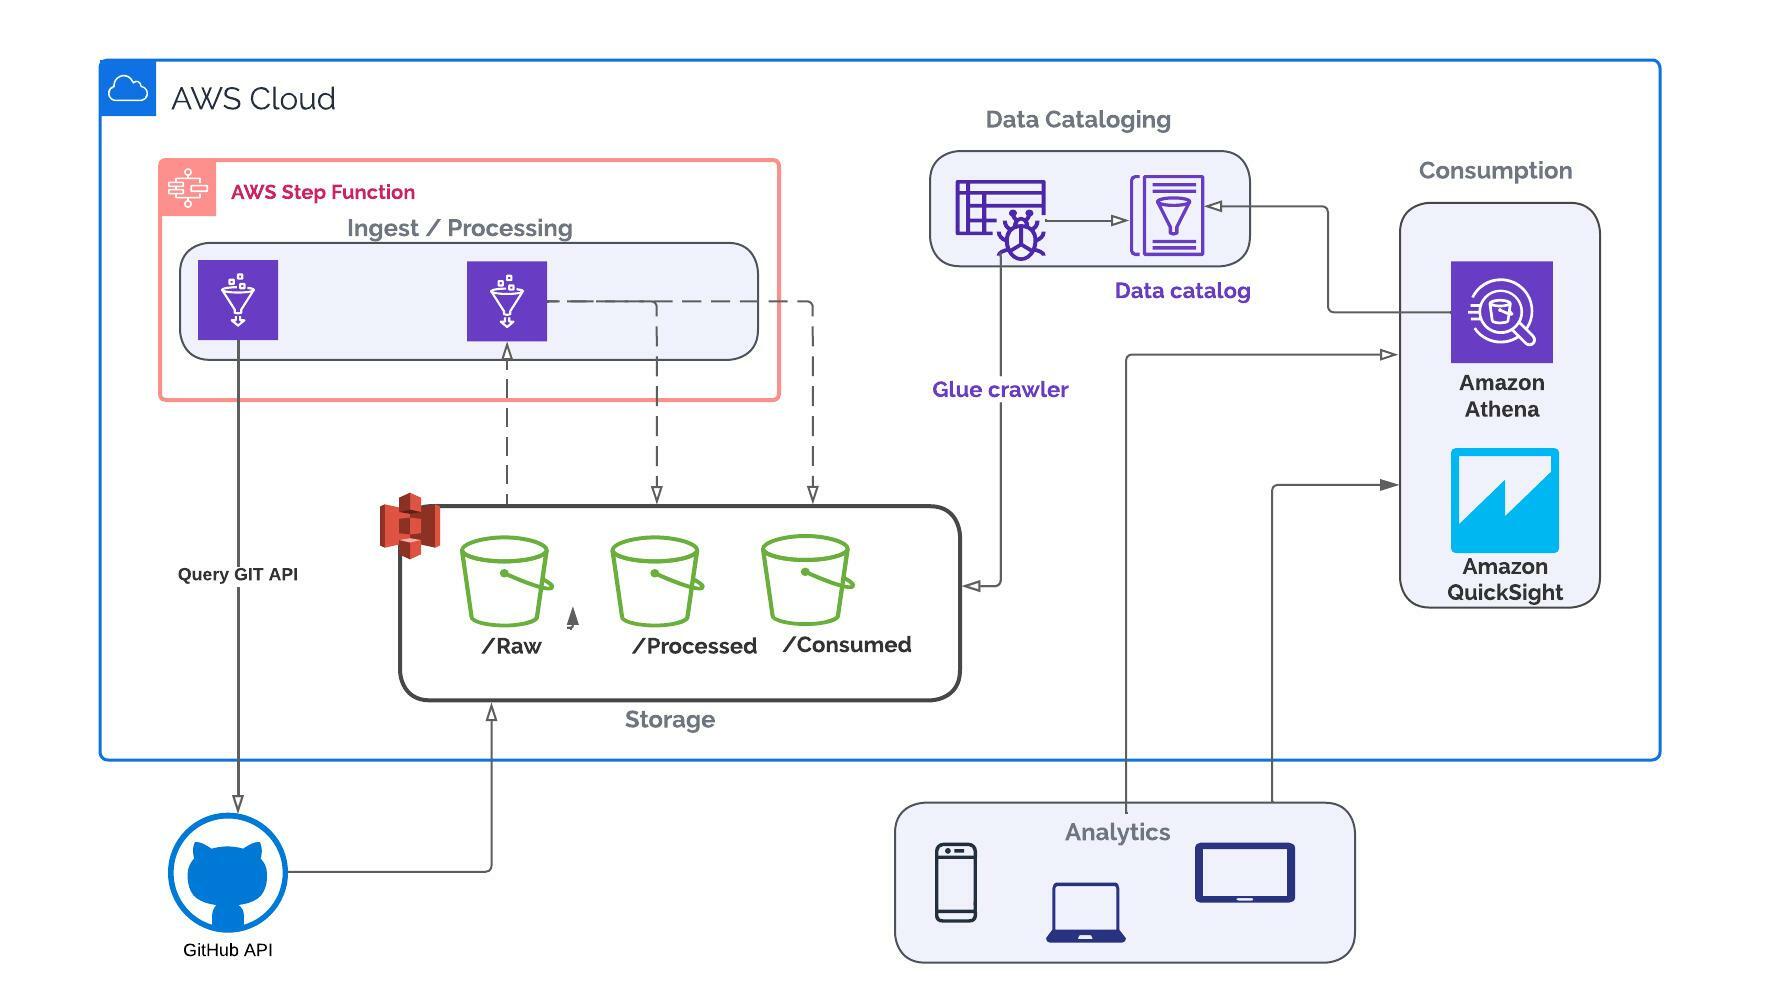 AWS Cloud
Data Cataloging
Consumption
AWS Step Function
Ingest / Processing
Data catalog
Glue crawler
Amazon
Athena
Amazon
QuickSight
Query GIT API
/Raw
/Processed
/Consumed
Storage
Analytics
GitHub API